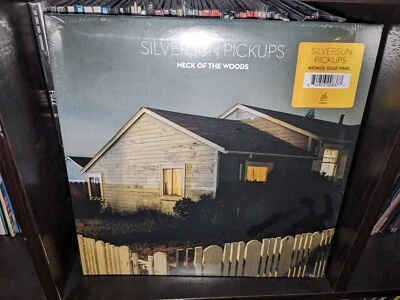 SILVERSUN PICKUPS
NECK OF THE WOODS
SILVERSUN
PICKUPS
METALLIC GOLD VINYL